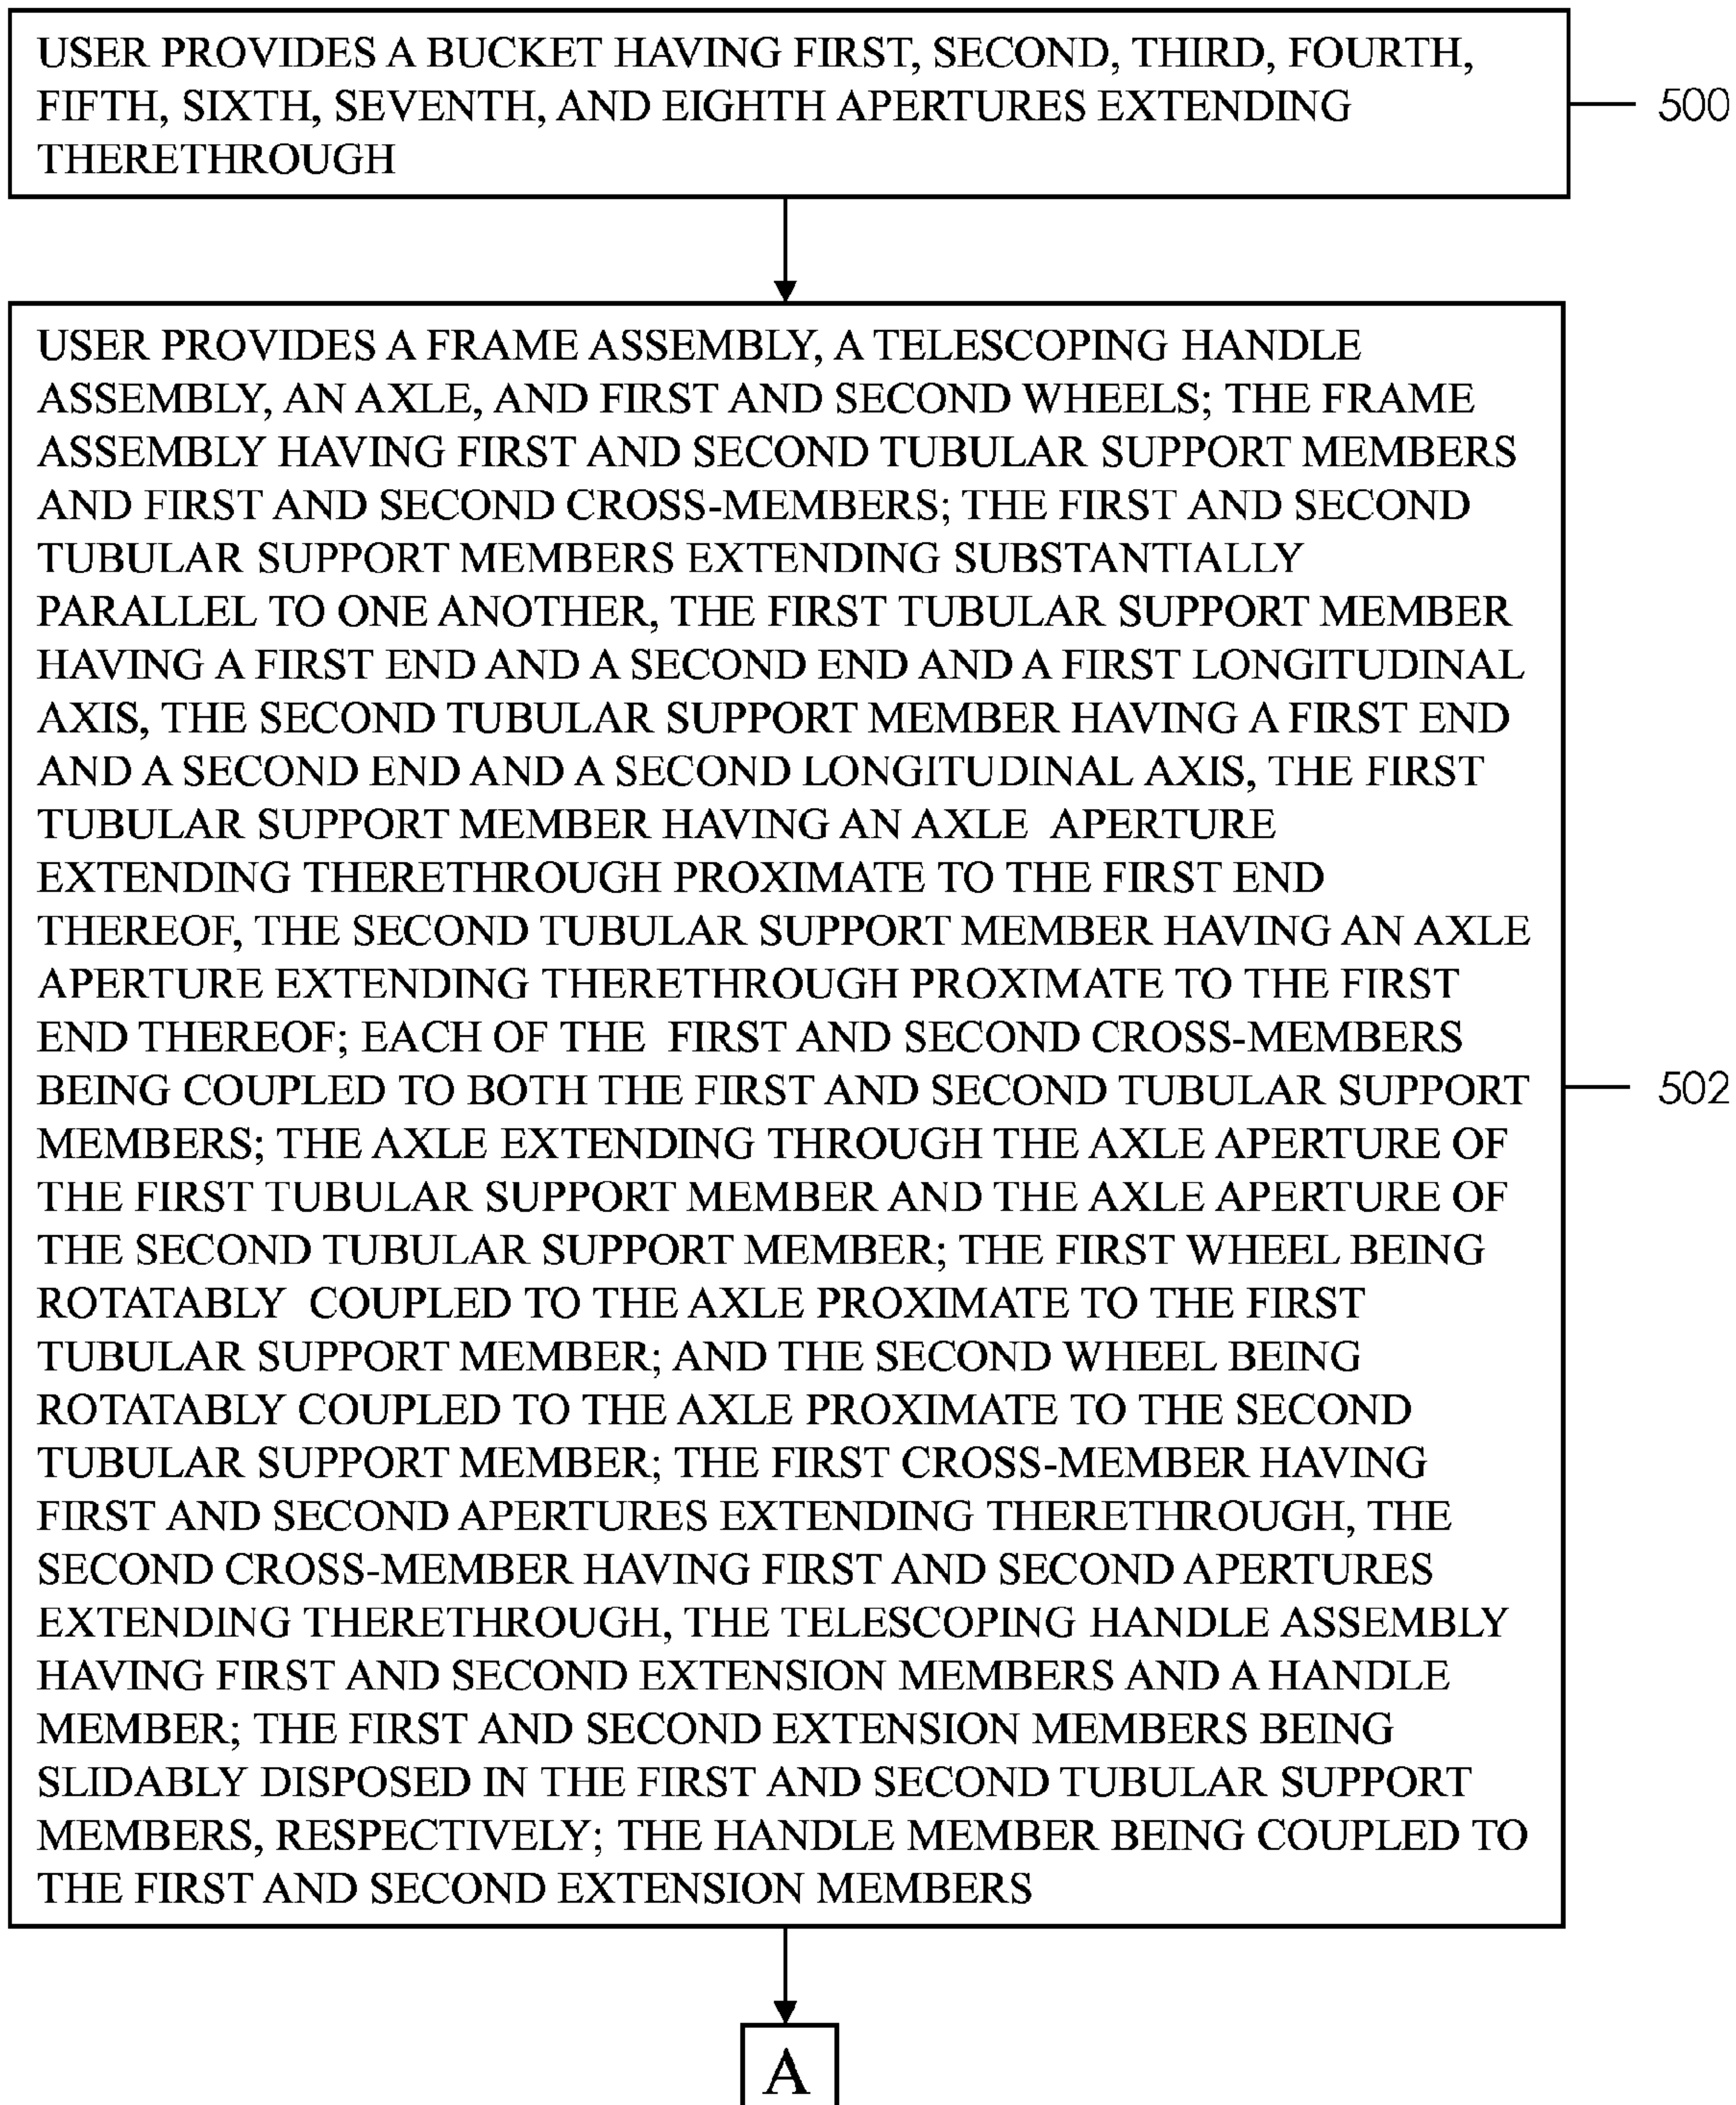 USER PROVIDES A BUCKET HAVING FIRST, SECOND, THIRD, FOURTH,
FIFTH, SIXTH, SEVENTH, AND EIGHTH APERTURES EXTENDING
THERETHROUGH
500
USER PROVIDES A FRAME ASSEMBLY, A TELESCOPING HANDLE
ASSEMBLY, AN AXLE, AND FIRST AND SECOND WHEELS; THE FRAME
ASSEMBLY HAVING FIRST AND SECOND TUBULAR SUPPORT MEMBERS
AND FIRST AND SECOND CROSS-MEMBERS; THE FIRST AND SECOND
TUBULAR SUPPORT MEMBERS EXTENDING SUBSTANTIALLY
PARALLEL TO ONE ANOTHER, THE FIRST TUBULAR SUPPORT MEMBER
HAVING A FIRST END AND A SECOND END AND A FIRST LONGITUDINAL
AXIS, THE SECOND TUBULAR SUPPORT MEMBER HAVING A FIRST END
AND A SECOND END AND A SECOND LONGITUDINAL AXIS, THE FIRST
TUBULAR SUPPORT MEMBER HAVING AN AXLE APERTURE
EXTENDING THERETHROUGH PROXIMATE TO THE FIRST END
THEREOF, THE SECOND TUBULAR SUPPORT MEMBER HAVING AN AXLE
APERTURE EXTENDING THERETHROUGH PROXIMATE TO THE FIRST
END THEREOF; EACH OF THE FIRST AND SECOND CROSS-MEMBERS
BEING COUPLED TO BOTH THE FIRST AND SECOND TUBULAR SUPPORT
MEMBERS; THE AXLE EXTENDING THROUGH THE AXLE APERTURE OF
THE FIRST TUBULAR SUPPORT MEMBER AND THE AXLE APERTURE OF
THE SECOND TUBULAR SUPPORT MEMBER; THE FIRST WHEEL BEING
ROTATABLY COUPLED TO THE AXLE PROXIMATE TO THE FIRST
TUBULAR SUPPORT MEMBER; AND THE SECOND WHEEL BEING
ROTATABLY COUPLED TO THE AXLE PROXIMATE TO THE SECOND
TUBULAR SUPPORT MEMBER; THE FIRST CROSS-MEMBER HAVING
FIRST AND SECOND APERTURES EXTENDING THERETHROUGH, THE
SECOND CROSS-MEMBER HAVING FIRST AND SECOND APERTURES
EXTENDING THERETHROUGH, THE TELESCOPING HANDLE ASSEMBLY
HAVING FIRST AND SECOND EXTENSION MEMBERS AND A HANDLE
MEMBER; THE FIRST AND SECOND EXTENSION MEMBERS BEING
SLIDABLY DISPOSED IN THE FIRST AND SECOND TUBULAR SUPPORT
MEMBERS, RESPECTIVELY; THE HANDLE MEMBER BEING COUPLED TO
THE FIRST AND SECOND EXTENSION MEMBERS
502
A